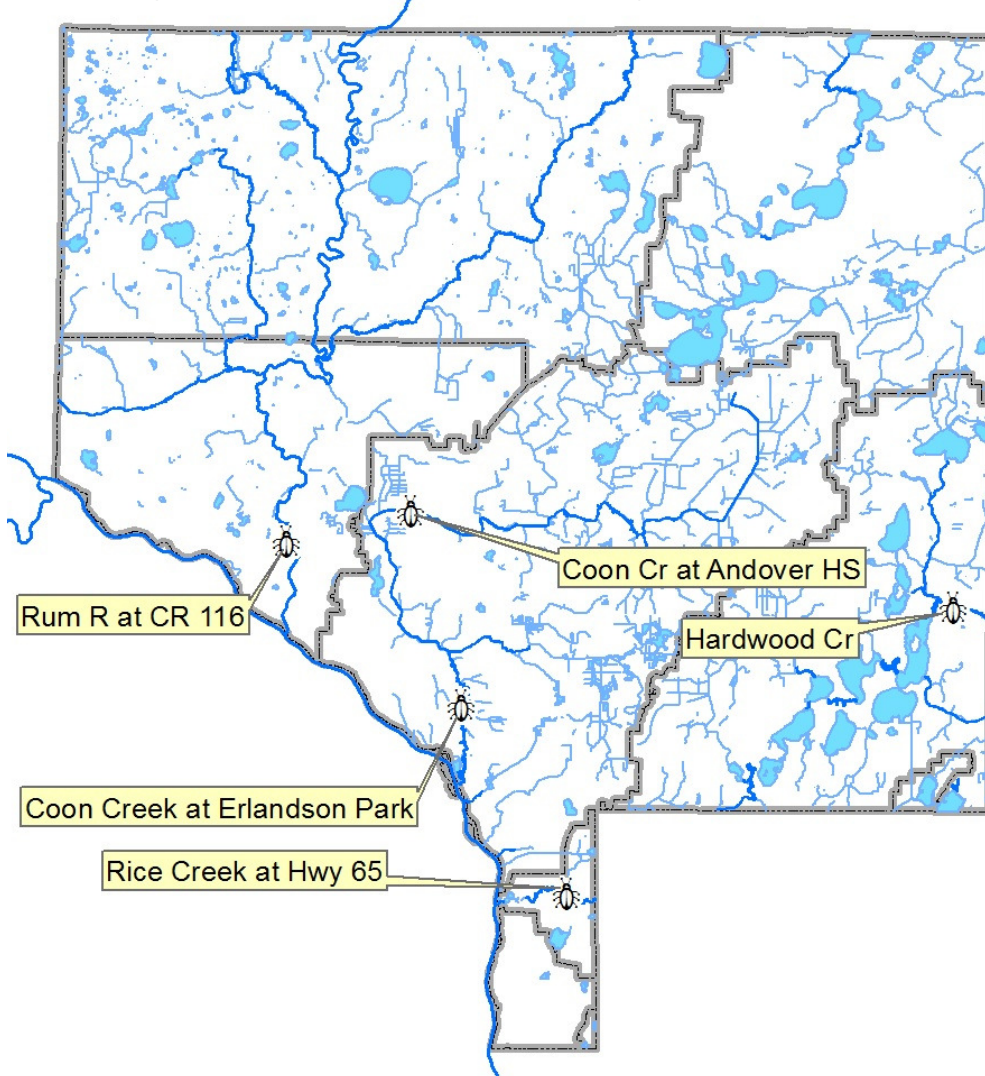 Coon Cr at Andover HS
Rum R at CR 116
Hardwood Cr
Coon Creek at Erlandson Park
Rice Creek at Hwy 65